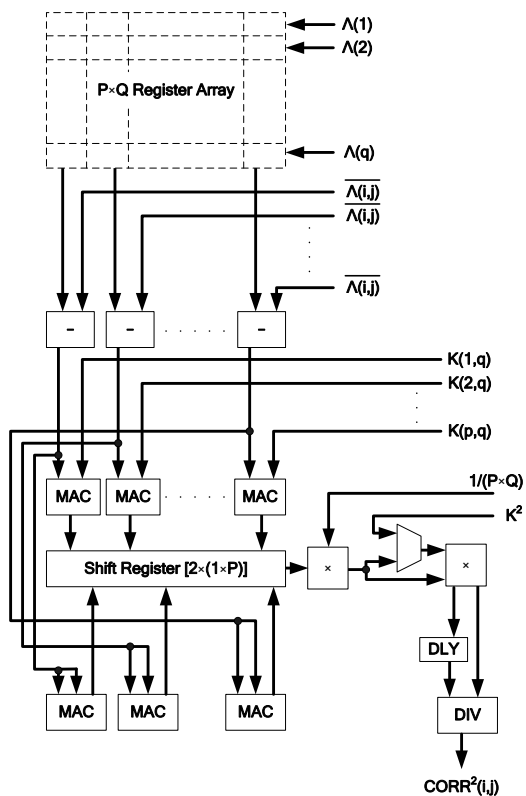 Λ(1)
Λ(2)
P×Q Register Array
Λ(q)
Λ(i,j)
Λ(i,j)
Λ(i,j)
- - -
K(1,q)
K(2,q)
K(p,q)
MAC MAC MAC
1/(P×Q)
K²
Shift Register [2×(1×P)]
× ×
DLY
MAC MAC MAC
DIV
CORR²(i,j)